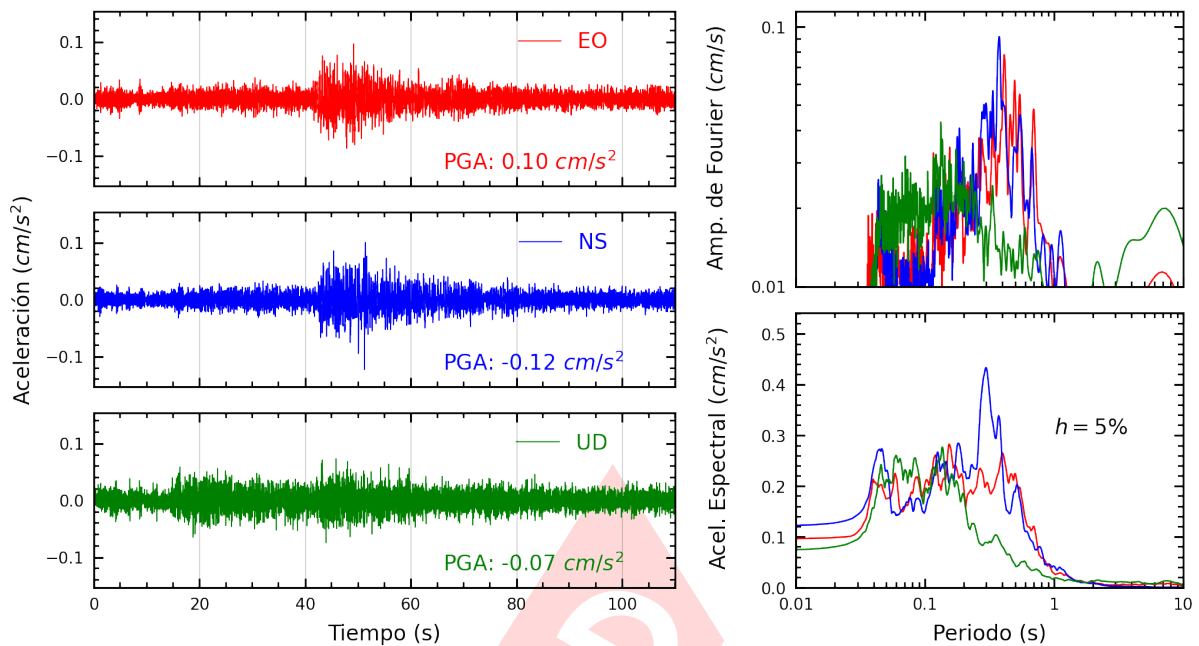 Aceleración (cm/s²)
0.1
0.0
−0.1
EO
PGA: 0.10 cm/s²
0.1
0.0
−0.1
NS
PGA: -0.12 cm/s²
0.1
0.0
−0.1
UD
PGA: -0.07 cm/s²
0 20 40 60 80 100
Tiempo (s)
Amp. de Fourier (cm/s)
0.1
0.01
Acel. Espectral (cm/s²)
0.5
0.4
0.3
0.2
0.1
0.0
h = 5%
0.01 0.1 1 10
Periodo (s)